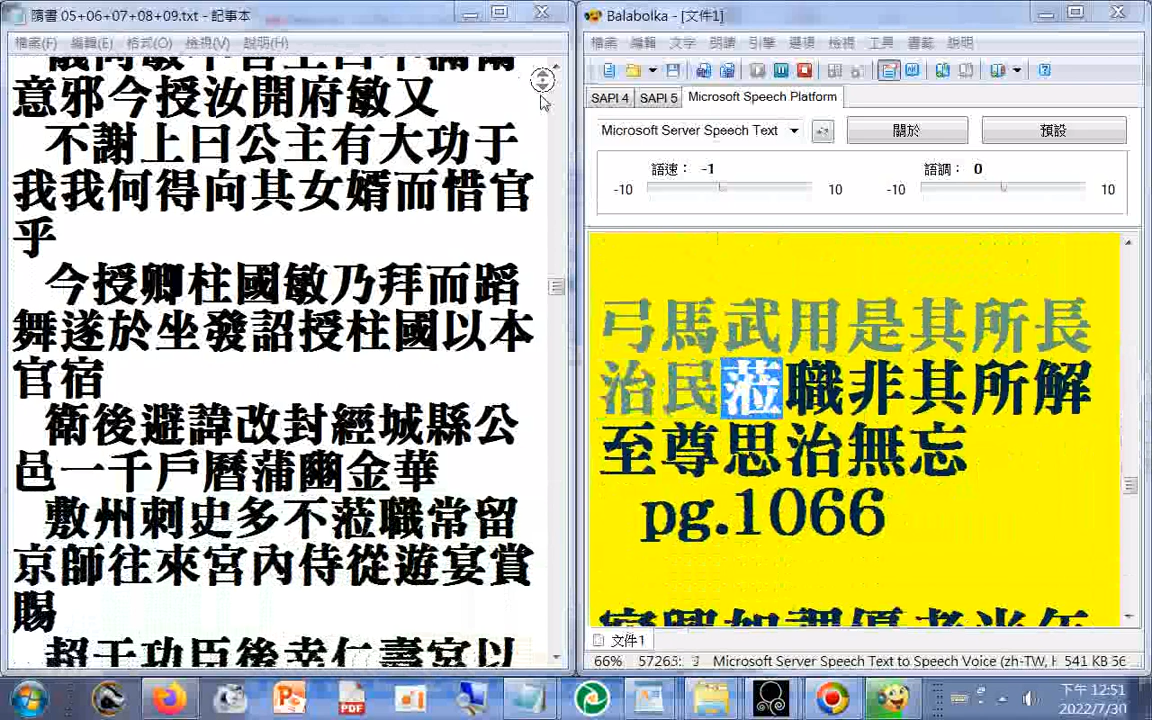 隋書 05+06+07+08+09.txt - 記事本
檔案(F) 編輯(E) 格式(O) 檢視(V) 說明(H)
意邪今授汝開府敏又
不謝上曰公主有大功于
我我何得向其女婿而惜官
乎
今授卿柱國敏乃拜而蹈
舞遂於坐發詔授柱國以本
官宿
衛後避諱改封經城縣公
邑一千戶曆蒲豳金華
敷州刺史多不蒞職常留
京師往來宮內侍從遊宴賞
賜
超于功臣後幸仁壽宮以
Balabolka - [文件1]
檔案 編輯 文字 朗讀 引擎 選項 檢視 工具 書籤 說明
SAPI 4 SAPI 5 Microsoft Speech Platform
Microsoft Server Speech Text 關於 預設
語速： -1 語調： 0
-10 10 -10 10
弓馬武用是其所長
治民蒞職非其所解
至尊思治無忘
pg.1066
文件1
66% 57263: Microsoft Server Speech Text to Speech Voice (zh-TW, H 541 KB
下午 12:51
2022/7/30